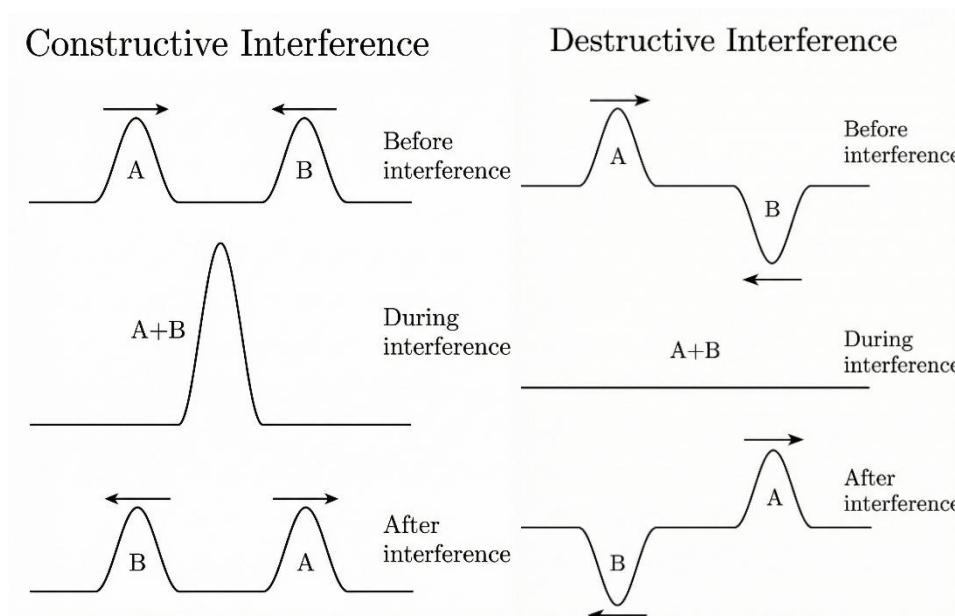 Constructive Interference
A
B
Before
interference
A+B
During
interference
B
A
After
interference
Destructive Interference
A
B
Before
interference
A+B
During
interference
B
A
After
interference